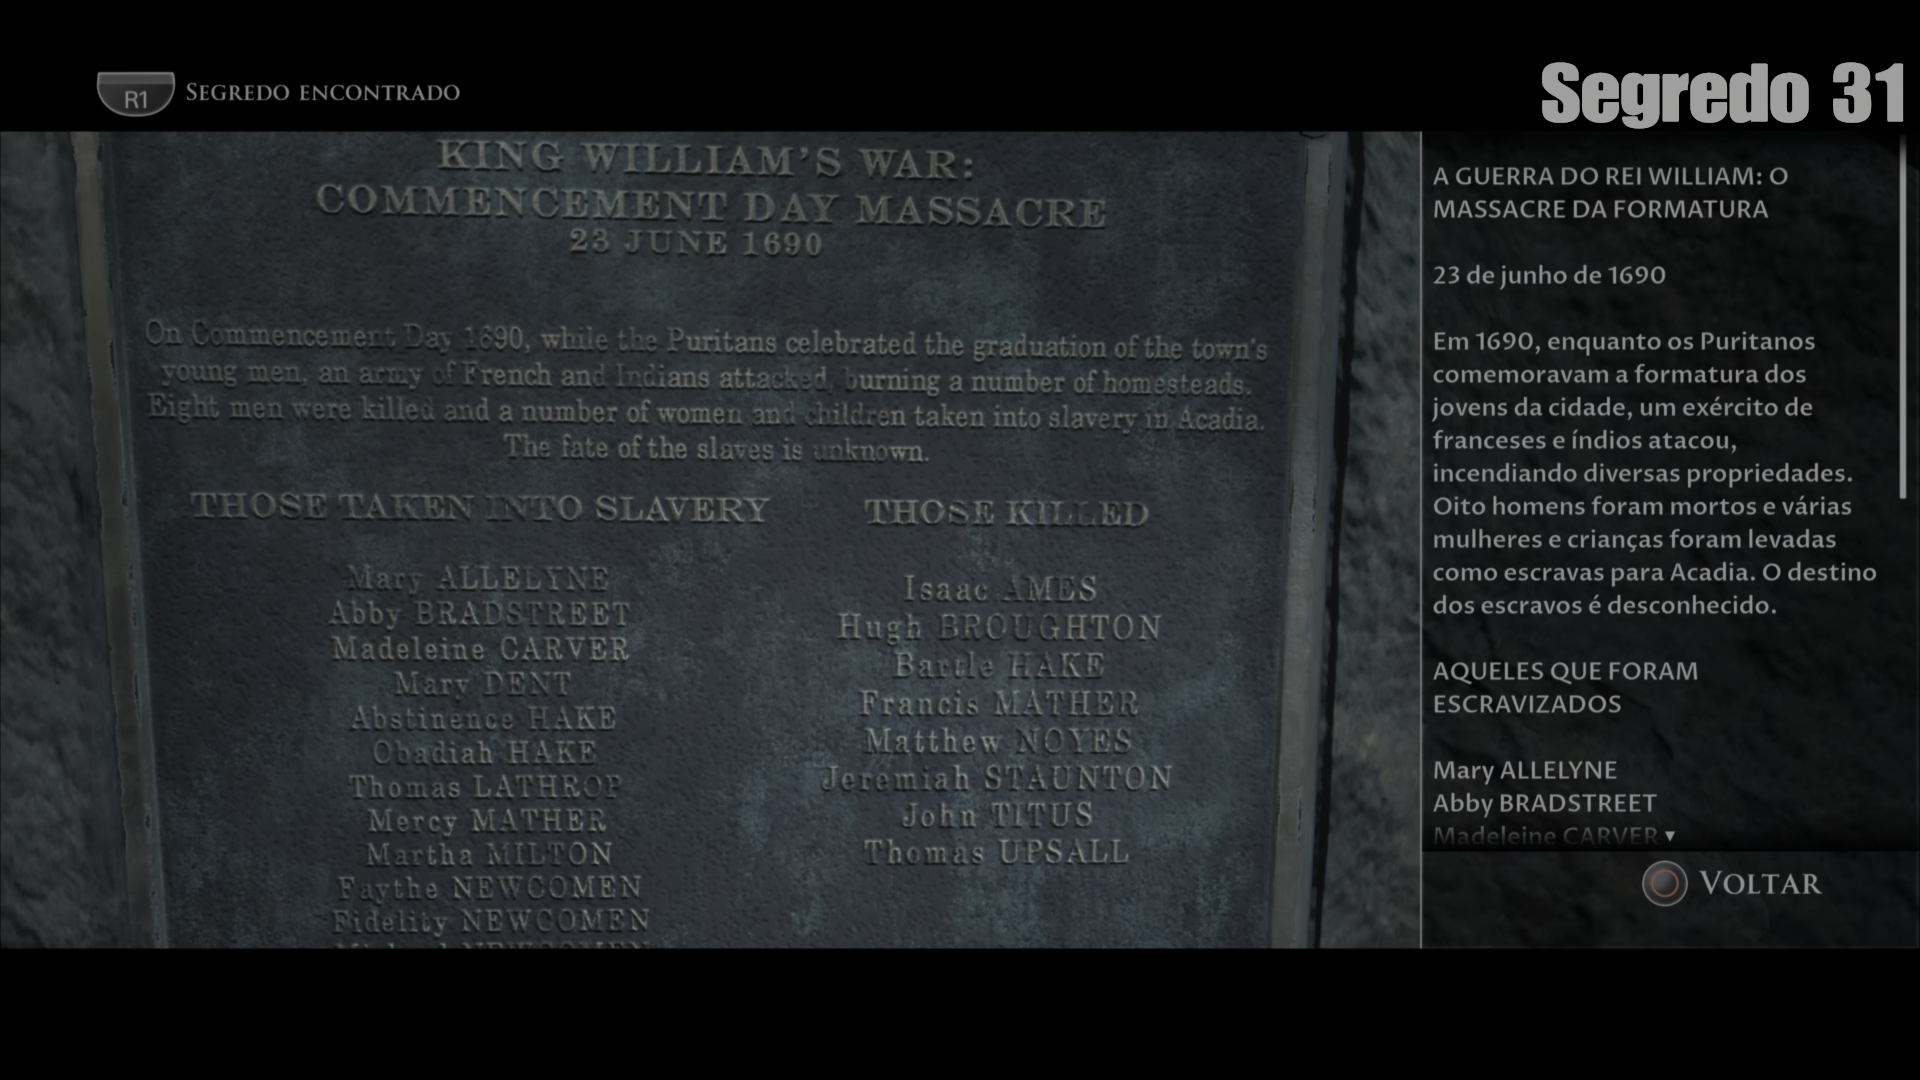 R1 SEGREDO ENCONTRADO
Segredo 31
KING WILLIAM'S WAR:
COMMENCEMENT DAY MASSACRE
23 JUNE 1690
On Commencement Day 1690, while the Puritans celebrated the graduation of the town's
young men, an army of French and Indians attacked, burning a number of homesteads.
Eight men were killed and a number of women and children taken into slavery in Acadia.
The fate of the slaves is unknown.
THOSE TAKEN INTO SLAVERY
Mary ALLELYNE
Abby BRADSTREET
Madeleine CARVER
Mary DENT
Abstinence HAKE
Obadiah HAKE
Thomas LATHROP
Mercy MATHER
Martha MILTON
Faythe NEWCOMEN
Fidelity NEWCOMEN
NEWCOMEN
THOSE KILLED
Isaac AMES
Hugh BROUGHTON
Bartle HAKE
Francis MATHER
Matthew NOYES
Jeremiah STAUNTON
John TITUS
Thomas UPSALL
A GUERRA DO REI WILLIAM: O
MASSACRE DA FORMATURA
23 de junho de 1690
Em 1690, enquanto os Puritanos
comemoravam a formatura dos
jovens da cidade, um exército de
franceses e índios atacou,
incendiando diversas propriedades.
Oito homens foram mortos e várias
mulheres e crianças foram levadas
como escravas para Acadia. O destino
dos escravos é desconhecido.
AQUELES QUE FORAM
ESCRAVIZADOS
Mary ALLELYNE
Abby BRADSTREET
Madeleine CARVER
VOLTAR